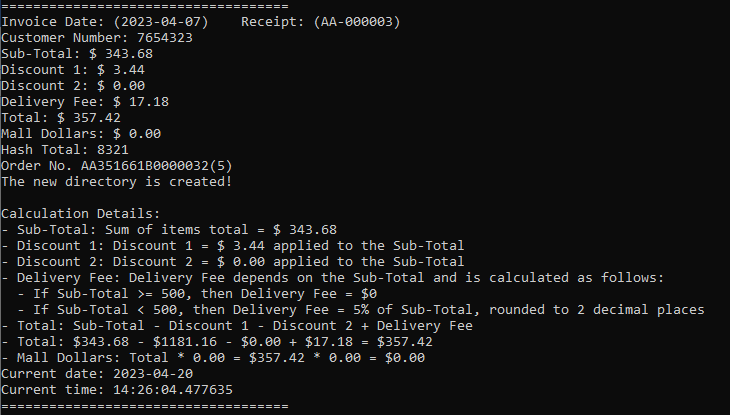 ====================================
Invoice Date: (2023-04-07)    Receipt: (AA-000003)
Customer Number: 7654323
Sub-Total: $ 343.68
Discount 1: $ 3.44
Discount 2: $ 0.00
Delivery Fee: $ 17.18
Total: $ 357.42
Mall Dollars: $ 0.00
Hash Total: 8321
Order No. AA351661B0000032(5)
The new directory is created!

Calculation Details:
- Sub-Total: Sum of items total = $ 343.68
- Discount 1: Discount 1 = $ 3.44 applied to the Sub-Total
- Discount 2: Discount 2 = $ 0.00 applied to the Sub-Total
- Delivery Fee: Delivery Fee depends on the Sub-Total and is calculated as follows:
  - If Sub-Total >= 500, then Delivery Fee = $0
  - If Sub-Total < 500, then Delivery Fee = 5% of Sub-Total, rounded to 2 decimal places
- Total: Sub-Total - Discount 1 - Discount 2 + Delivery Fee
- Total: $343.68 - $1181.16 - $0.00 + $17.18 = $357.42
- Mall Dollars: Total * 0.00 = $357.42 * 0.00 = $0.00
Current date: 2023-04-20
Current time: 14:26:04.477635
====================================